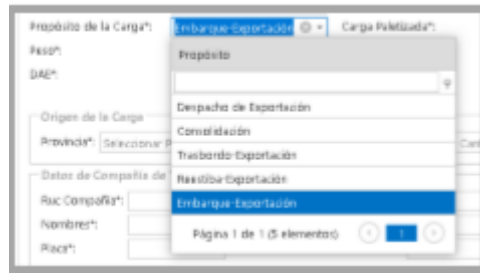 Propósito de la Carga*: Embarque-Exportación Carga Paletizada*:
Peso*:
DAE*:
Propósito
Despacho de Exportación
Origen de la Carga
Consolidación
Provincia*: Seleccionar
Trasbordo-Exportación
Datos de Compañía de
Reestiba-Exportación
Ruc Compañía*:
Embarque-Exportación
Nombres*:
Página 1 de 1 (5 elementos) 1
Placa*: